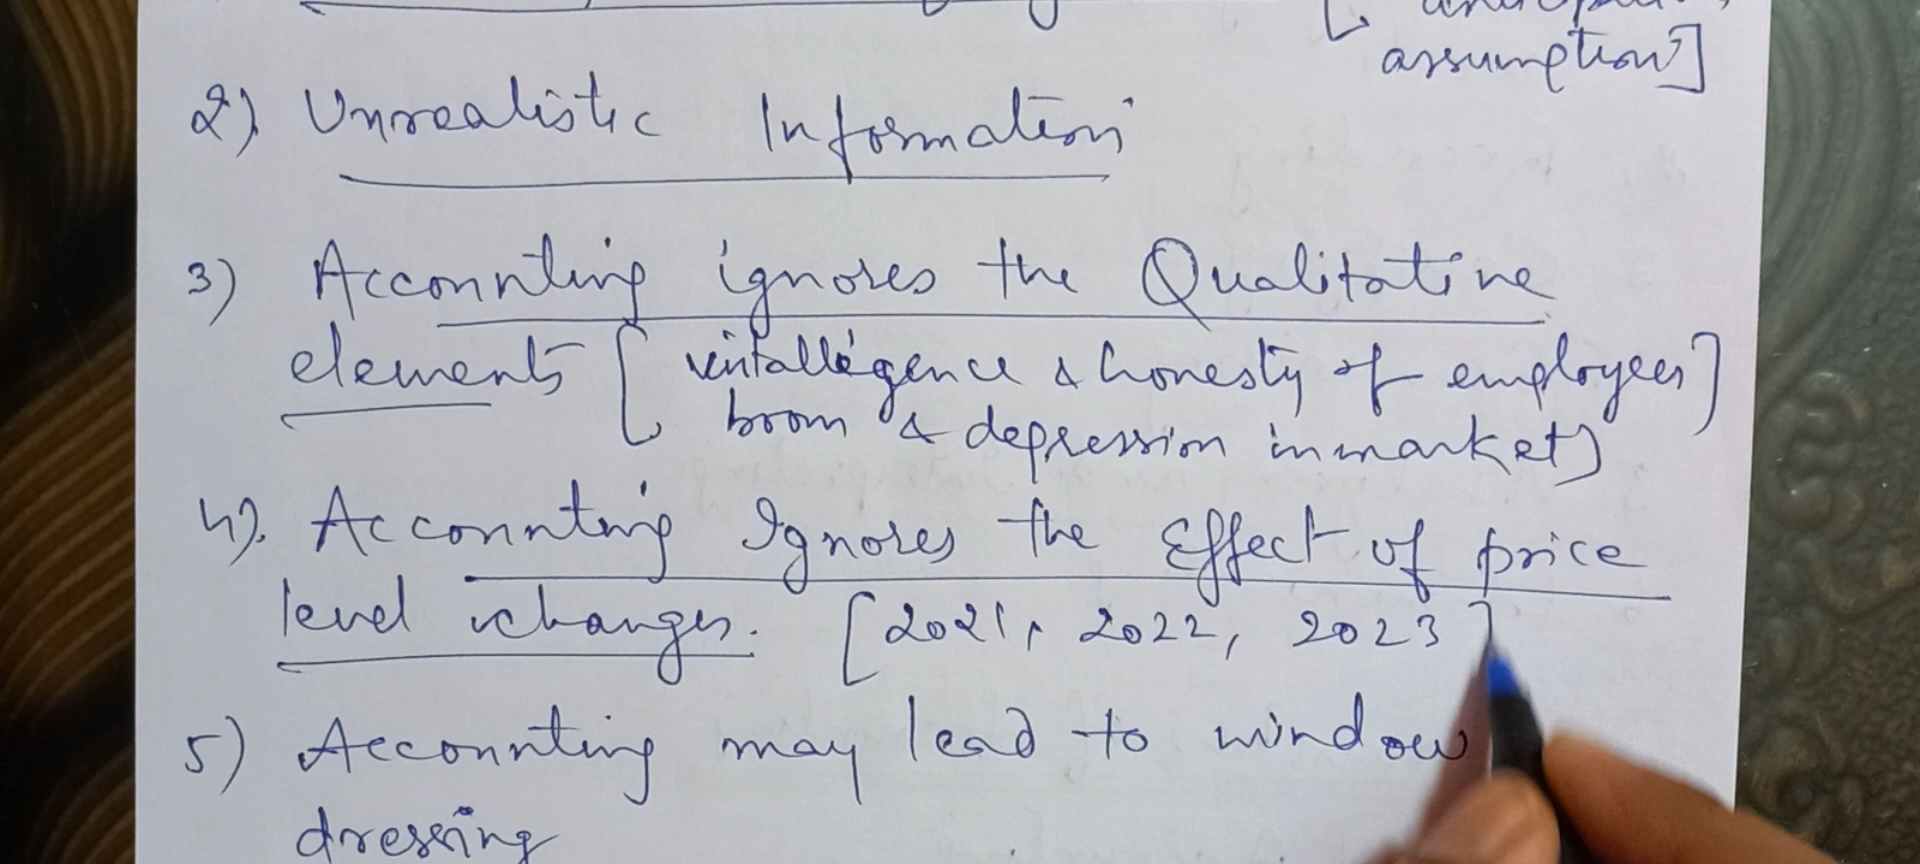 assumption]
2) Unrealistic Information
3) Accounting ignores the Qualitative
elements [ intallegence & honesty of employees]
boom & depression in market)
4). Accounting Ignores the Effect of price
level changes. [2021, 2022, 2023]
5) Accounting may lead to window
dressing